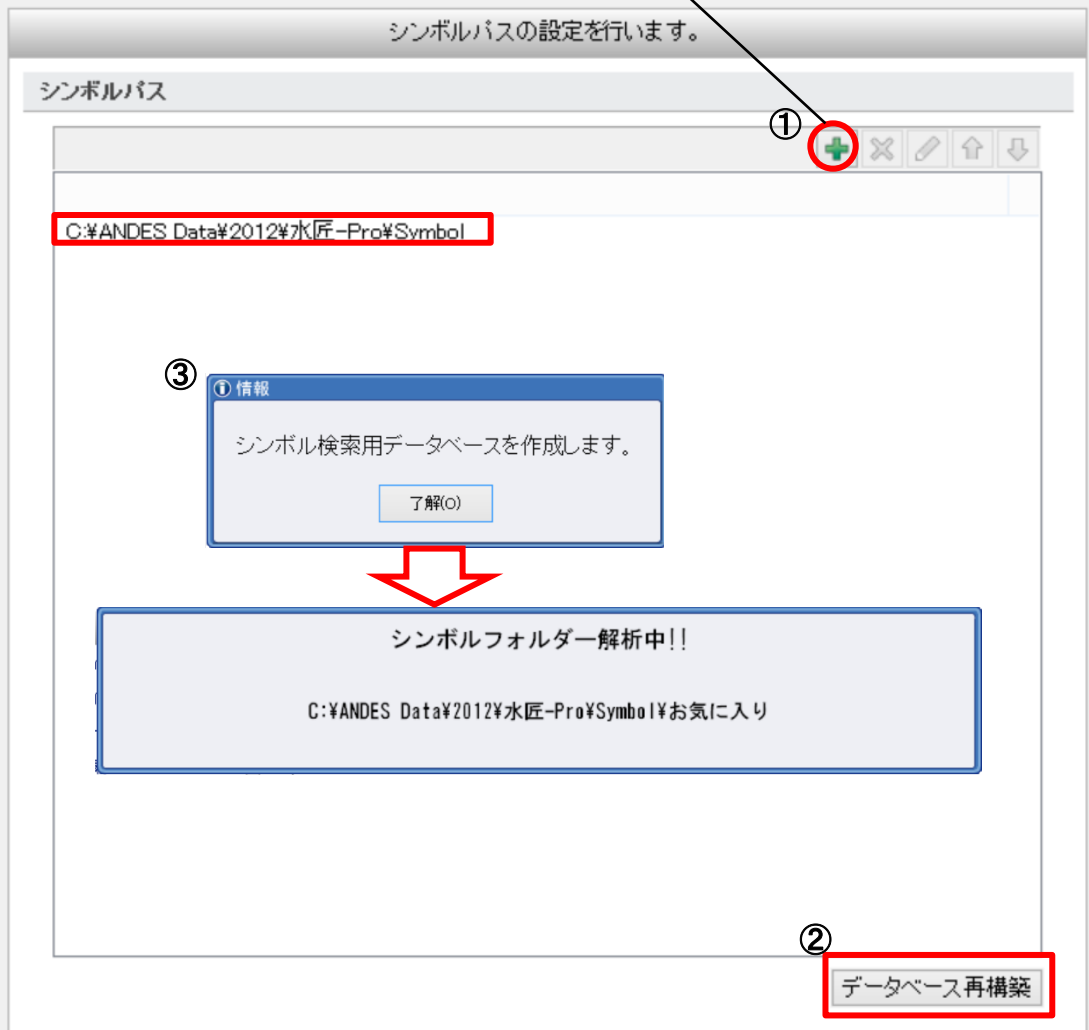 シンボルパスの設定を行います。
シンボルパス
①
C:¥ANDES Data¥2012¥水匠-Pro¥Symbol
③
情報
シンボル検索用データベースを作成します。
了解(O)
シンボルフォルダー解析中!!
C:¥ANDES Data¥2012¥水匠-Pro¥Symbol¥お気に入り
②
データベース再構築